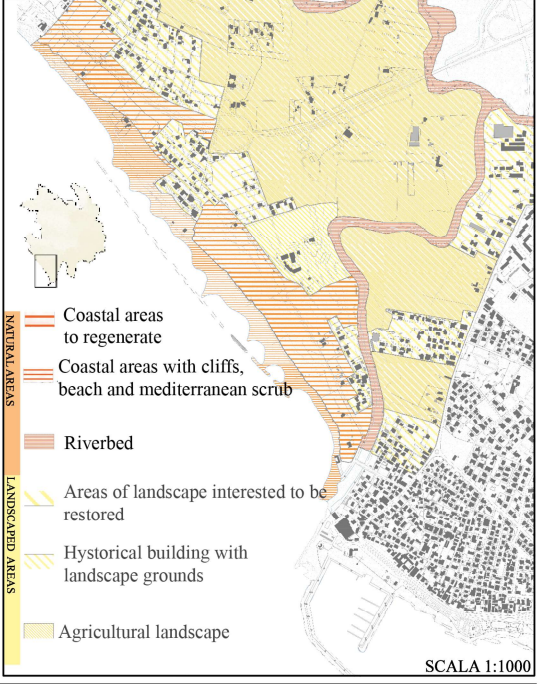 NATURAL AREAS
Coastal areas
to regenerate
Coastal areas with cliffs,
beach and mediterranean scrub
Riverbed
LANDSCAPED AREAS
Areas of landscape interested to be
restored
Hystorical building with
landscape grounds
Agricultural landscape
SCALA 1:1000